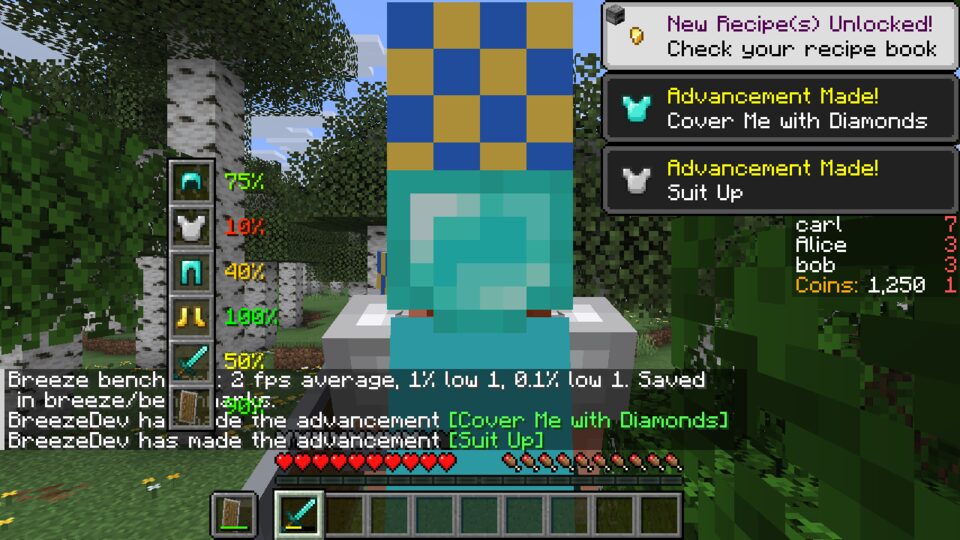 New Recipe(s) Unlocked!
Check your recipe book
Advancement Made!
Cover Me with Diamonds
Advancement Made!
Suit Up
carl 7
Alice 3
bob 3
Coins: 1,250 1
75%
10%
40%
100%
50%
90%
Breeze bench : 2 fps average, 1% low 1, 0.1% low 1. Saved
in breeze/be marks.
BreezeDev ha made the advancement [Cover Me with Diamonds]
BreezeDev has made the advancement [Suit Up]